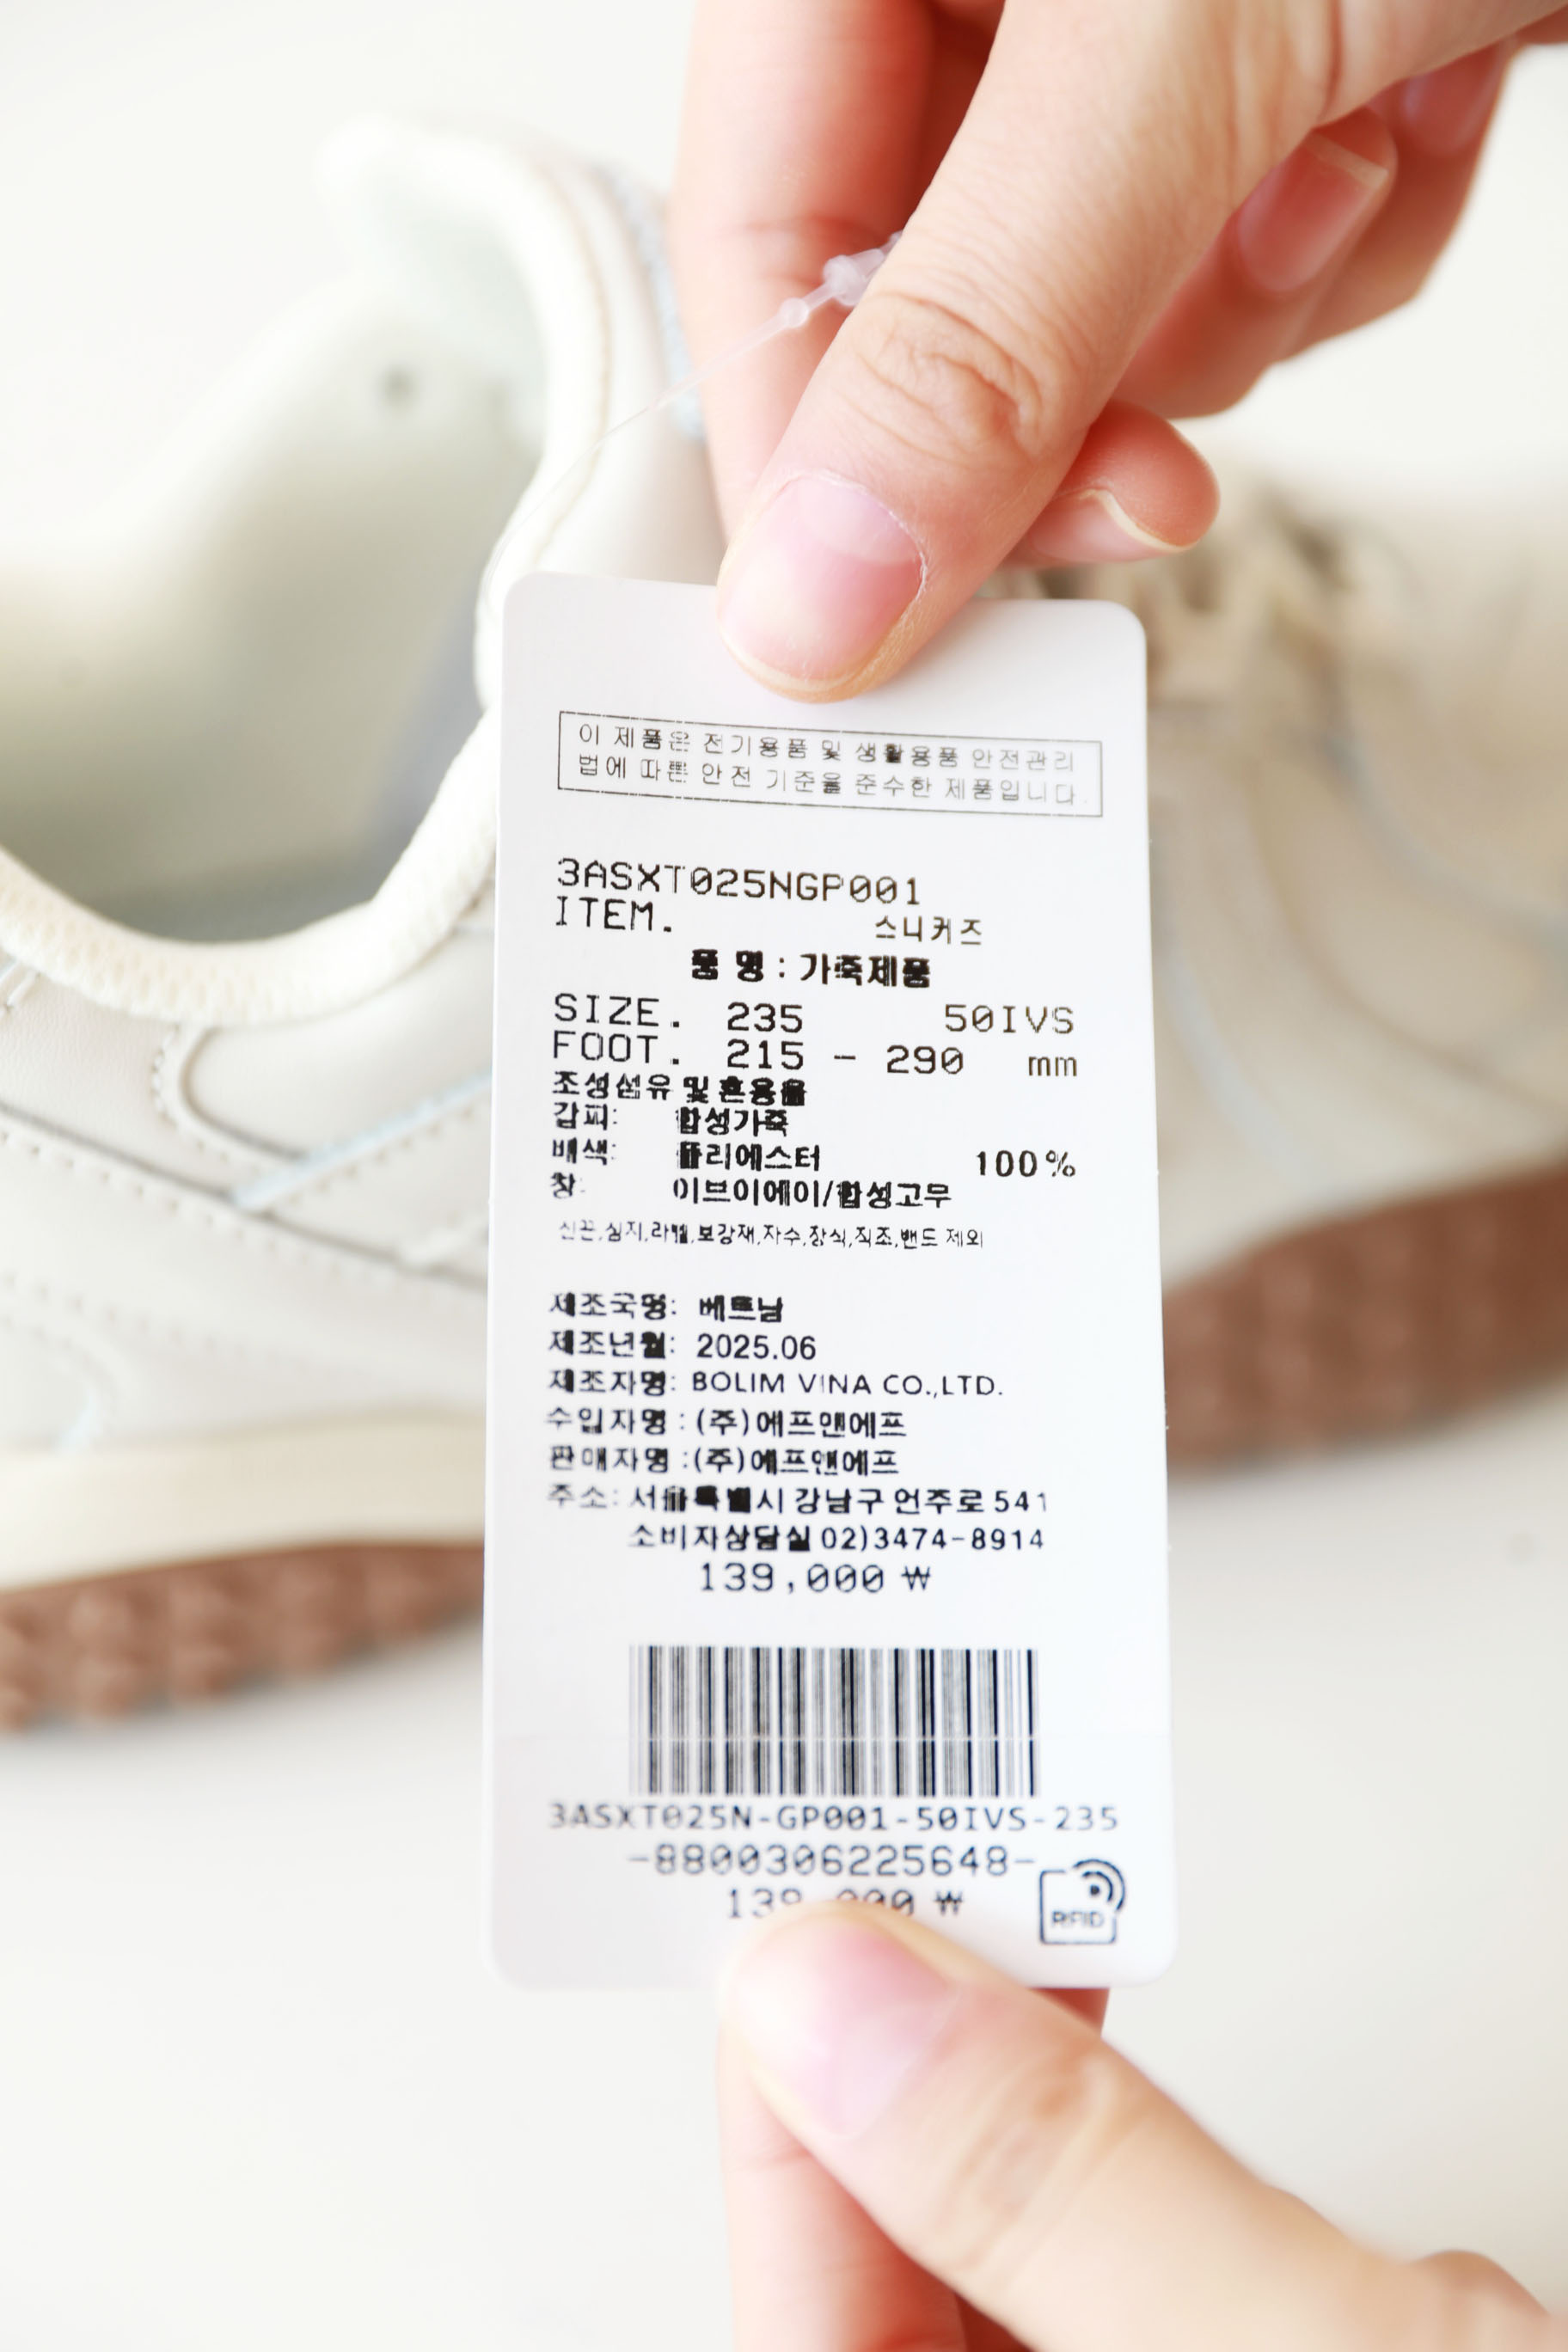 이 제품은 전기용품 및 생활용품 안전관리
법에 따른 안전 기준을 준수한 제품입니다.
3ASXT025NGP001
ITEM. 스니커즈
품 명 : 가죽제품
SIZE. 235 50IVS
FOOT. 215 - 290 mm
조성섬유 및 혼용율
갑피: 합성가죽
배색: 폴리에스터 100%
창: 이브이에이/합성고무
신끈,심지,라벨,보강재,자수,장식,직조,밴드 제외
제조국명: 베트남
제조년월: 2025.06
제조자명: BOLIM VINA CO.,LTD.
수입자명 : (주)에프앤에프
판매자명 :(주)에프앤에프
주소: 서울특별시 강남구 언주로 541
소비자상담실 02)3474-8914
139,000 ₩
3ASXT025N-GP001-50IVS-235
-8800306225648-
₩
RFID